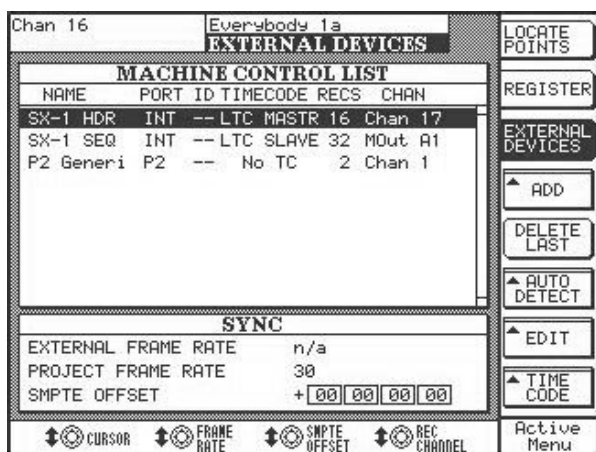 Chan 16
Everybody 1a
EXTERNAL DEVICES
MACHINE CONTROL LIST
NAME PORT ID TIMECODE RECS CHAN
SX-1 HDR INT -- LTC MASTR 16 Chan 17
SX-1 SEQ INT -- LTC SLAVE 32 MOut A1
P2 Generi P2 -- No TC 2 Chan 1
SYNC
EXTERNAL FRAME RATE n/a
PROJECT FRAME RATE 30
SMPTE OFFSET + 00 00 00 00
CURSOR
FRAME RATE
SMPTE OFFSET
REC CHANNEL
LOCATE POINTS
REGISTER
EXTERNAL DEVICES
ADD
DELETE LAST
AUTO DETECT
EDIT
TIME CODE
Active Menu